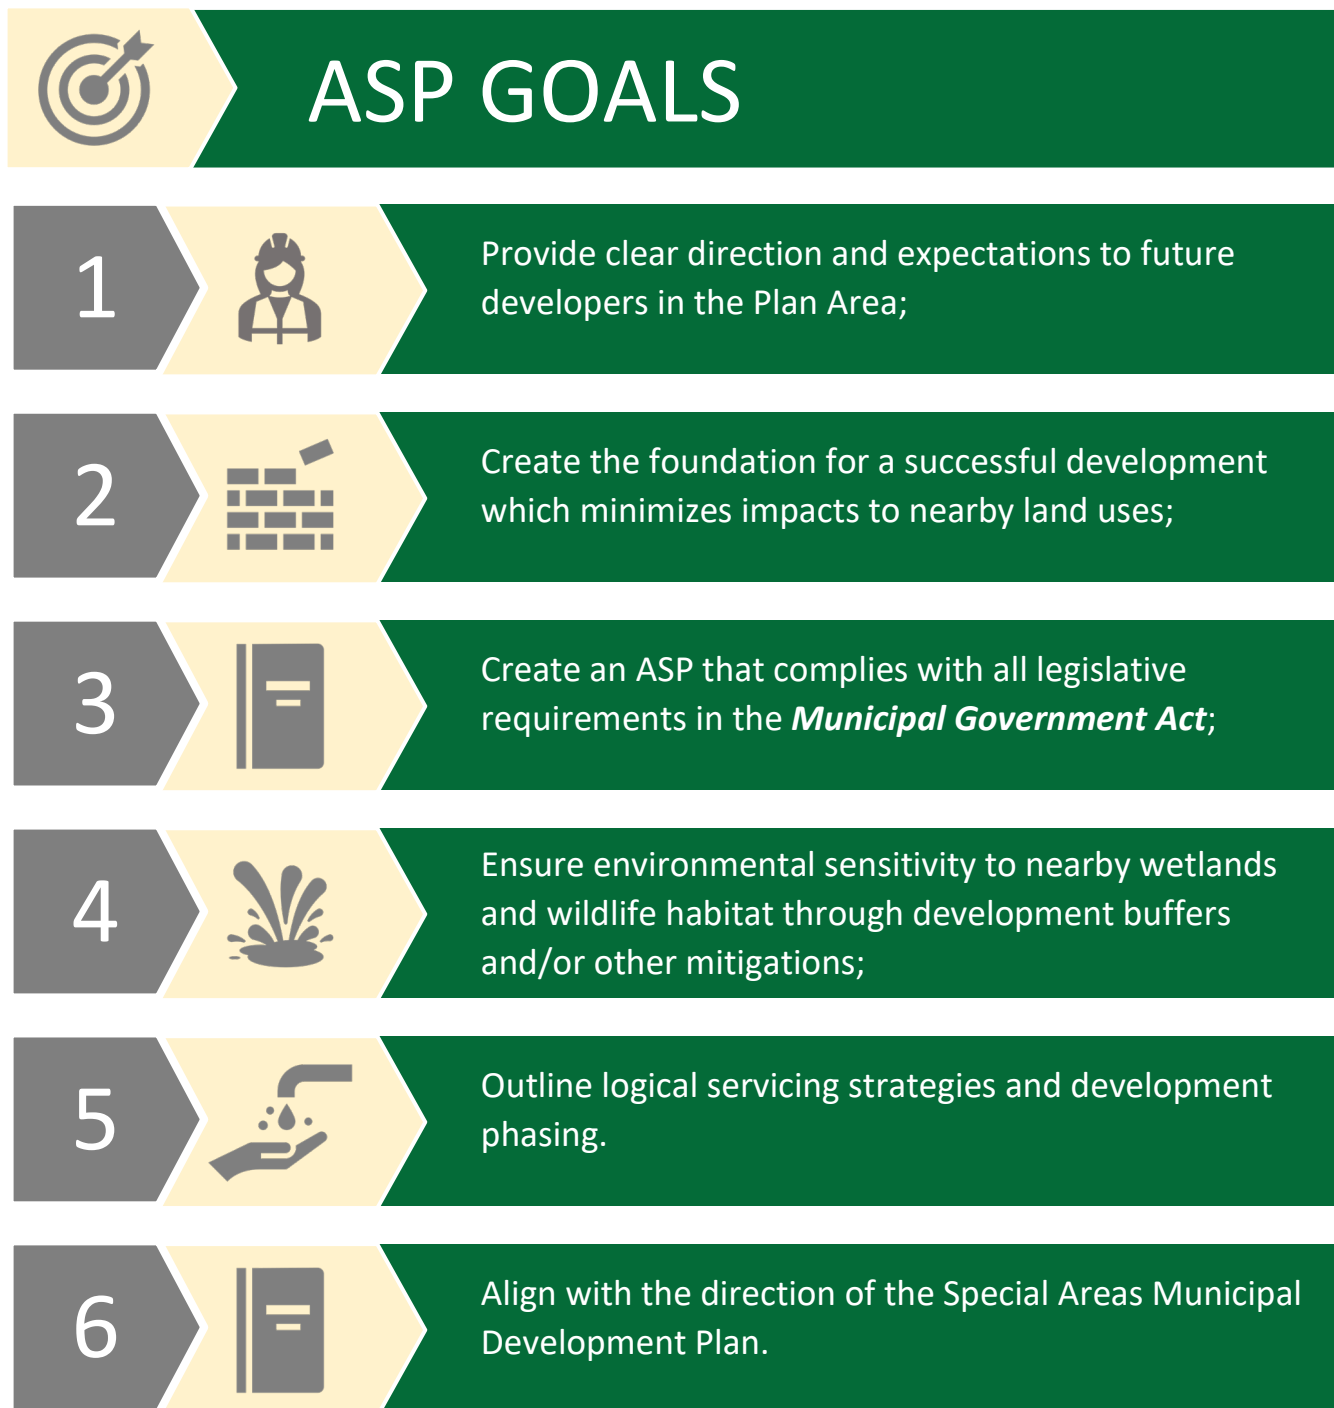 ASP GOALS
1
Provide clear direction and expectations to future
developers in the Plan Area;
2
Create the foundation for a successful development
which minimizes impacts to nearby land uses;
3
Create an ASP that complies with all legislative
requirements in the Municipal Government Act;
4
Ensure environmental sensitivity to nearby wetlands
and wildlife habitat through development buffers
and/or other mitigations;
5
Outline logical servicing strategies and development
phasing.
6
Align with the direction of the Special Areas Municipal
Development Plan.